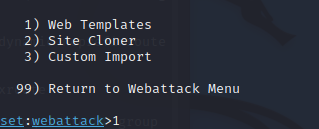 1) Web Templates
2) Site Cloner
3) Custom Import
99) Return to Webattack Menu
set:webattack>1